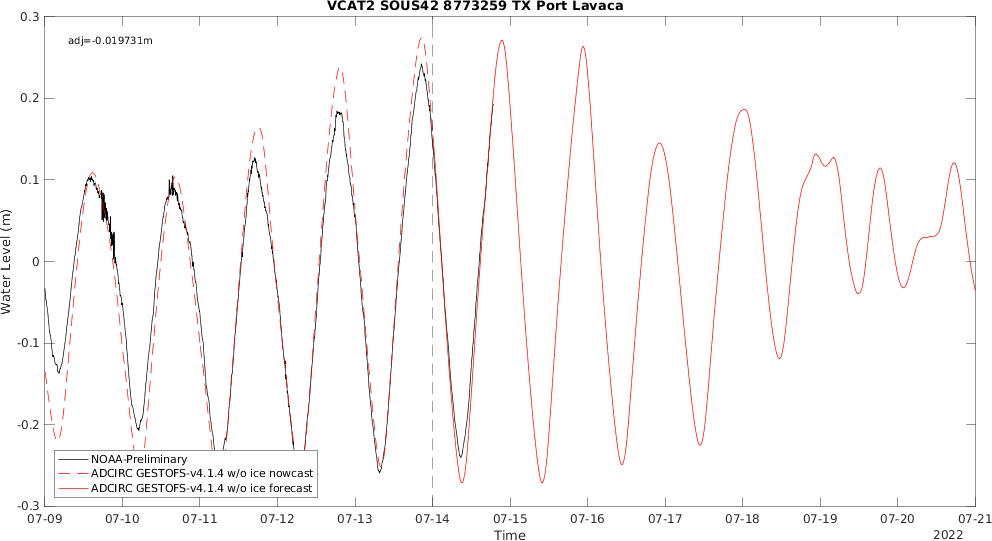 VCAT2 SOUS42 8773259 TX Port Lavaca
adj=-0.019731m
0.3
0.2
0.1
0
-0.1
-0.2
-0.3
Water Level (m)
NOAA-Preliminary
ADCIRC GESTOFS-v4.1.4 w/o ice nowcast
ADCIRC GESTOFS-v4.1.4 w/o ice forecast
07-09 07-10 07-11 07-12 07-13 07-14 07-15 07-16 07-17 07-18 07-19 07-20 07-21
Time
2022